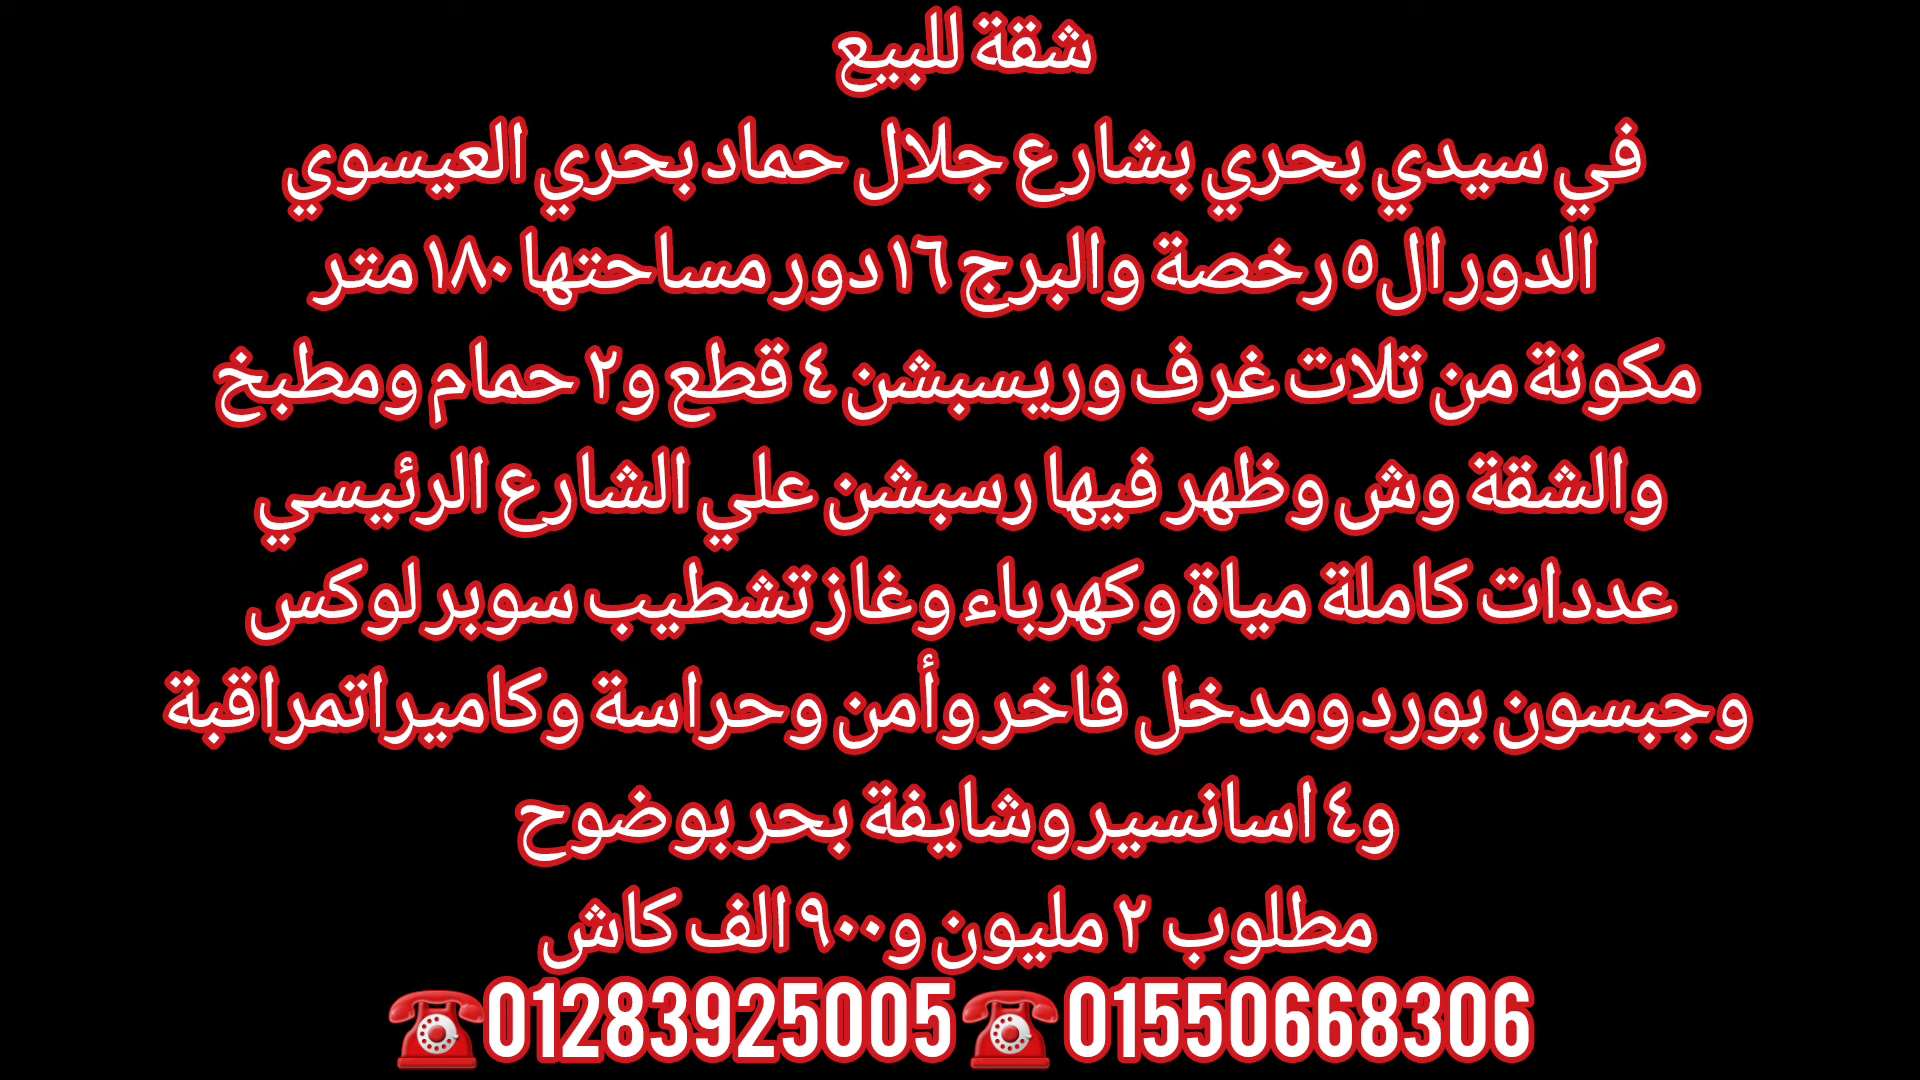 شقة للبيع
في سيدي بحري بشارع جلال حماد بحري العيسوي
الدور ال٥ رخصة والبرج ١٦ دور مساحتها ١٨٠ متر
مكونة من تلات غرف وريسبشن ٤ قطع و٢ حمام ومطبخ
والشقة وش وظهر فيها رسبشن علي الشارع الرئيسي
عددات كاملة مياة وكهرباء وغاز تشطيب سوبر لوكس
وجبسون بورد ومدخل فاخر وأمن وحراسة وكاميراتمراقبة
و٤ اسانسير وشايفة بحر بوضوح
مطلوب ٢ مليون و٩٠٠ الف كاش
☎️01283925005☎️01550668306